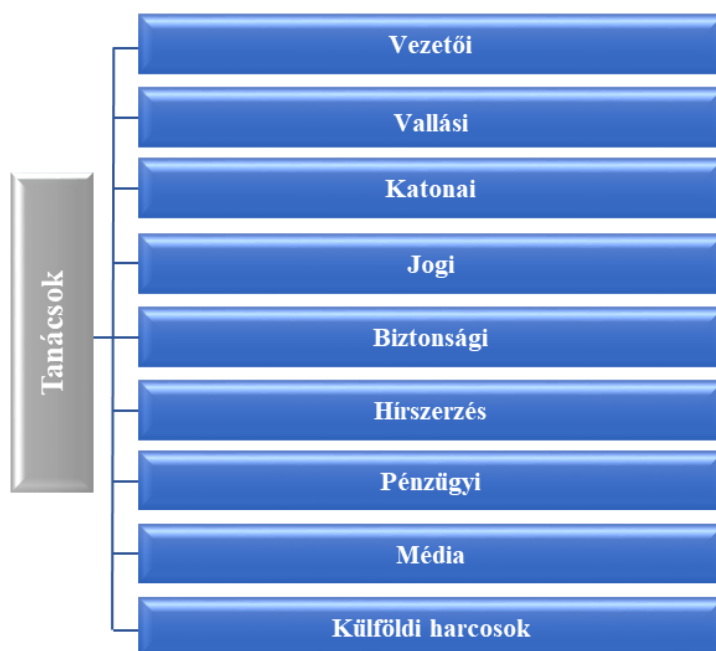 Tanácsok
Vezetői
Vallási
Katonai
Jogi
Biztonsági
Hírszerzés
Pénzügyi
Média
Külföldi harcosok